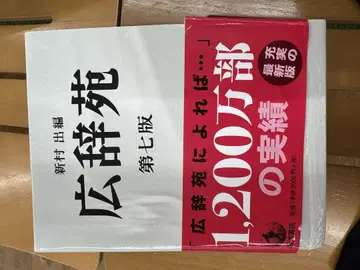 新村 出編
広辞苑
第七版
「広辞苑によれば…」
1,200万部
の実績
充実の
最新版